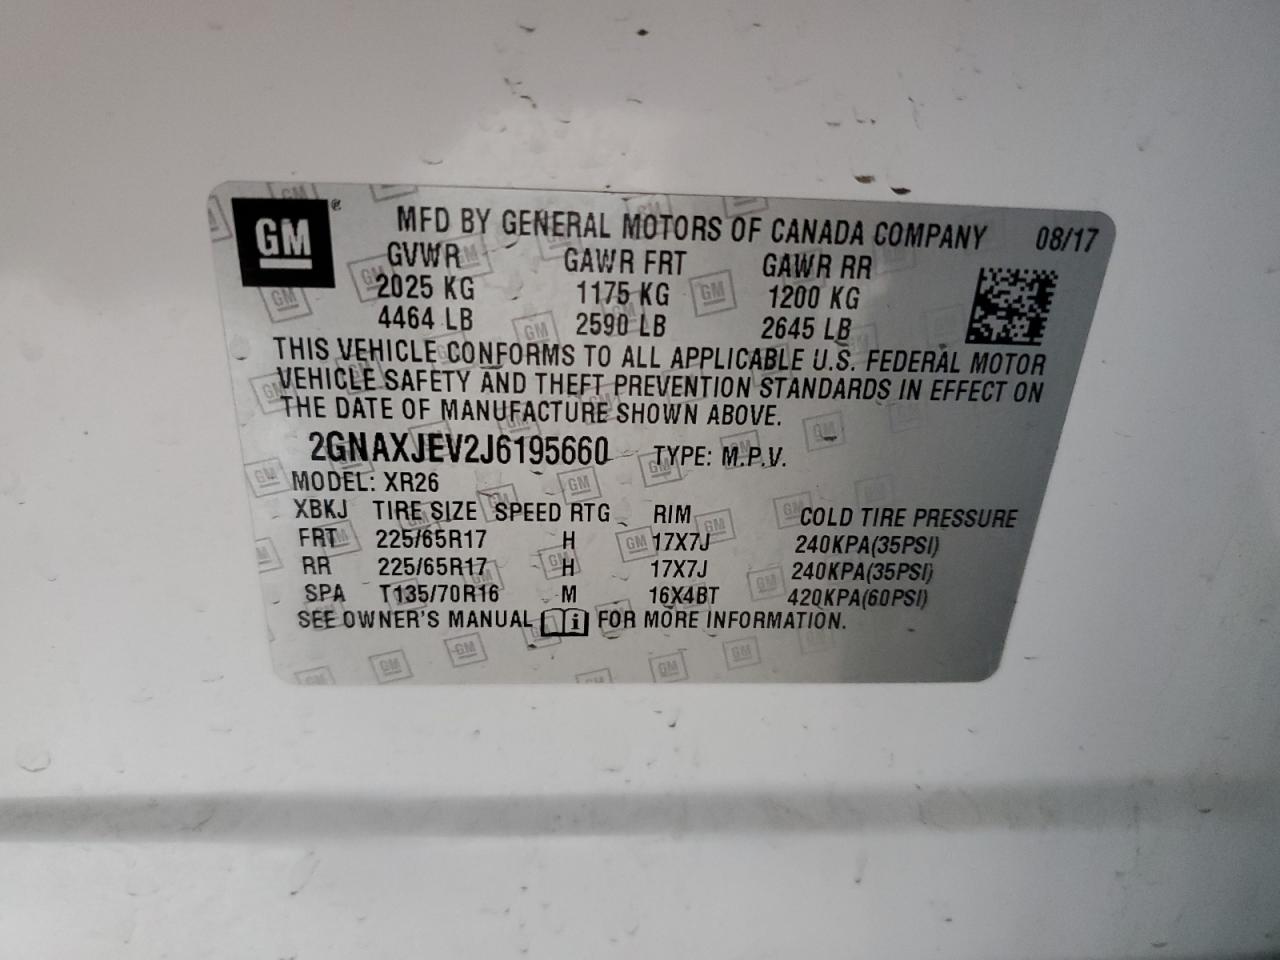 GM ® MFD BY GENERAL MOTORS OF CANADA COMPANY 08/17
GVWR GAWR FRT GAWR RR
2025 KG 1175 KG 1200 KG
4464 LB 2590 LB 2645 LB
THIS VEHICLE CONFORMS TO ALL APPLICABLE U.S. FEDERAL MOTOR
VEHICLE SAFETY AND THEFT PREVENTION STANDARDS IN EFFECT ON
THE DATE OF MANUFACTURE SHOWN ABOVE.
2GNAXJEV2J6195660 TYPE: M.P.V.
MODEL: XR26
XBKJ TIRE SIZE SPEED RTG RIM COLD TIRE PRESSURE
FRT 225/65R17 H 17X7J 240KPA(35PSI)
RR 225/65R17 H 17X7J 240KPA(35PSI)
SPA T135/70R16 M 16X4BT 420KPA(60PSI)
SEE OWNER'S MANUAL i FOR MORE INFORMATION.